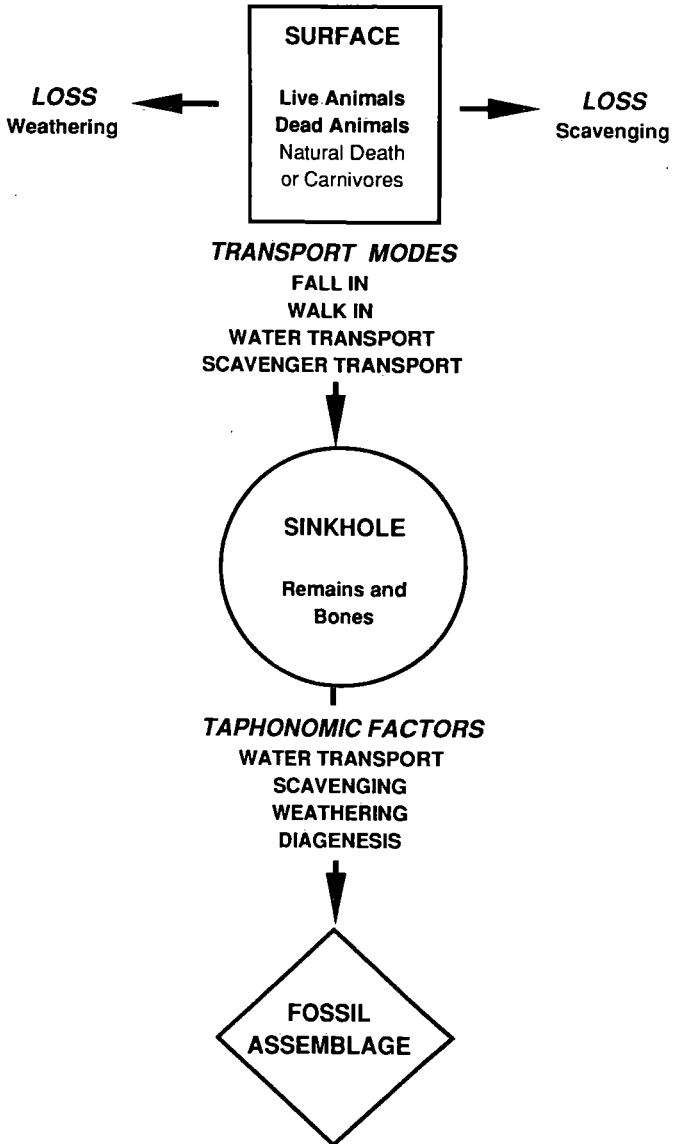 SURFACE
Live Animals
Dead Animals
Natural Death
or Carnivores
LOSS
Weathering
LOSS
Scavenging
TRANSPORT MODES
FALL IN
WALK IN
WATER TRANSPORT
SCAVENGER TRANSPORT
SINKHOLE
Remains and
Bones
TAPHONOMIC FACTORS
WATER TRANSPORT
SCAVENGING
WEATHERING
DIAGENESIS
FOSSIL
ASSEMBLAGE